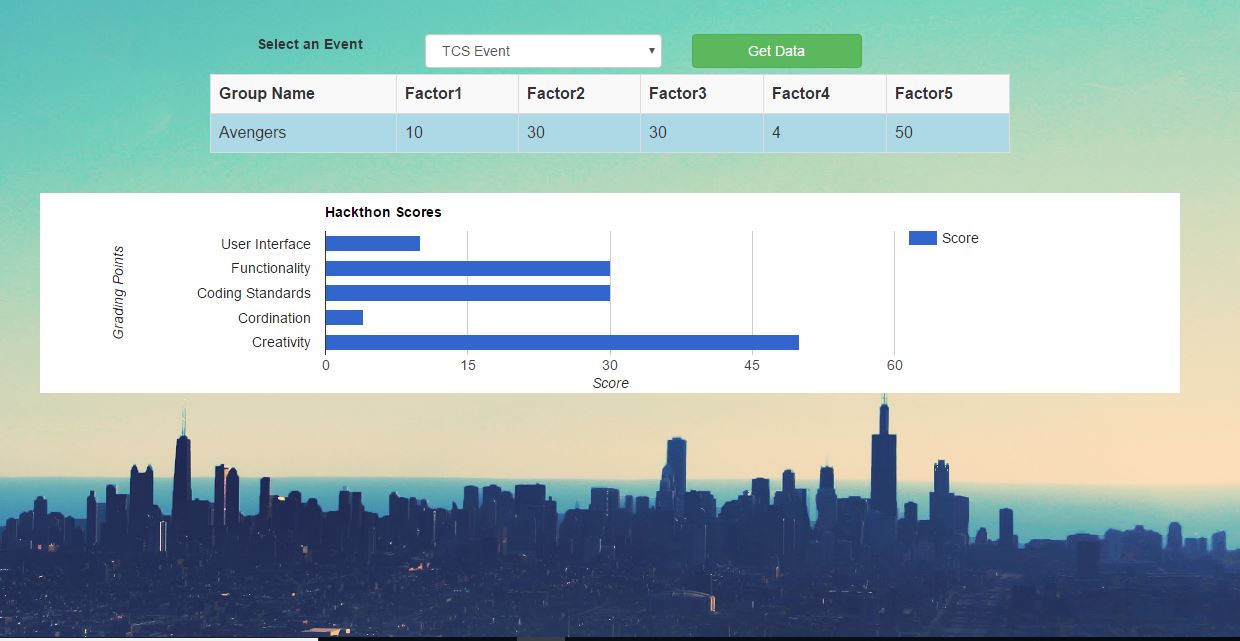 Select an Event TCS Event Get Data
Group Name Factor1 Factor2 Factor3 Factor4 Factor5
Avengers 10 30 30 4 50
Hackthon Scores
Grading Points
User Interface
Functionality
Coding Standards
Cordination
Creativity
0 15 30 45 60
Score
Score